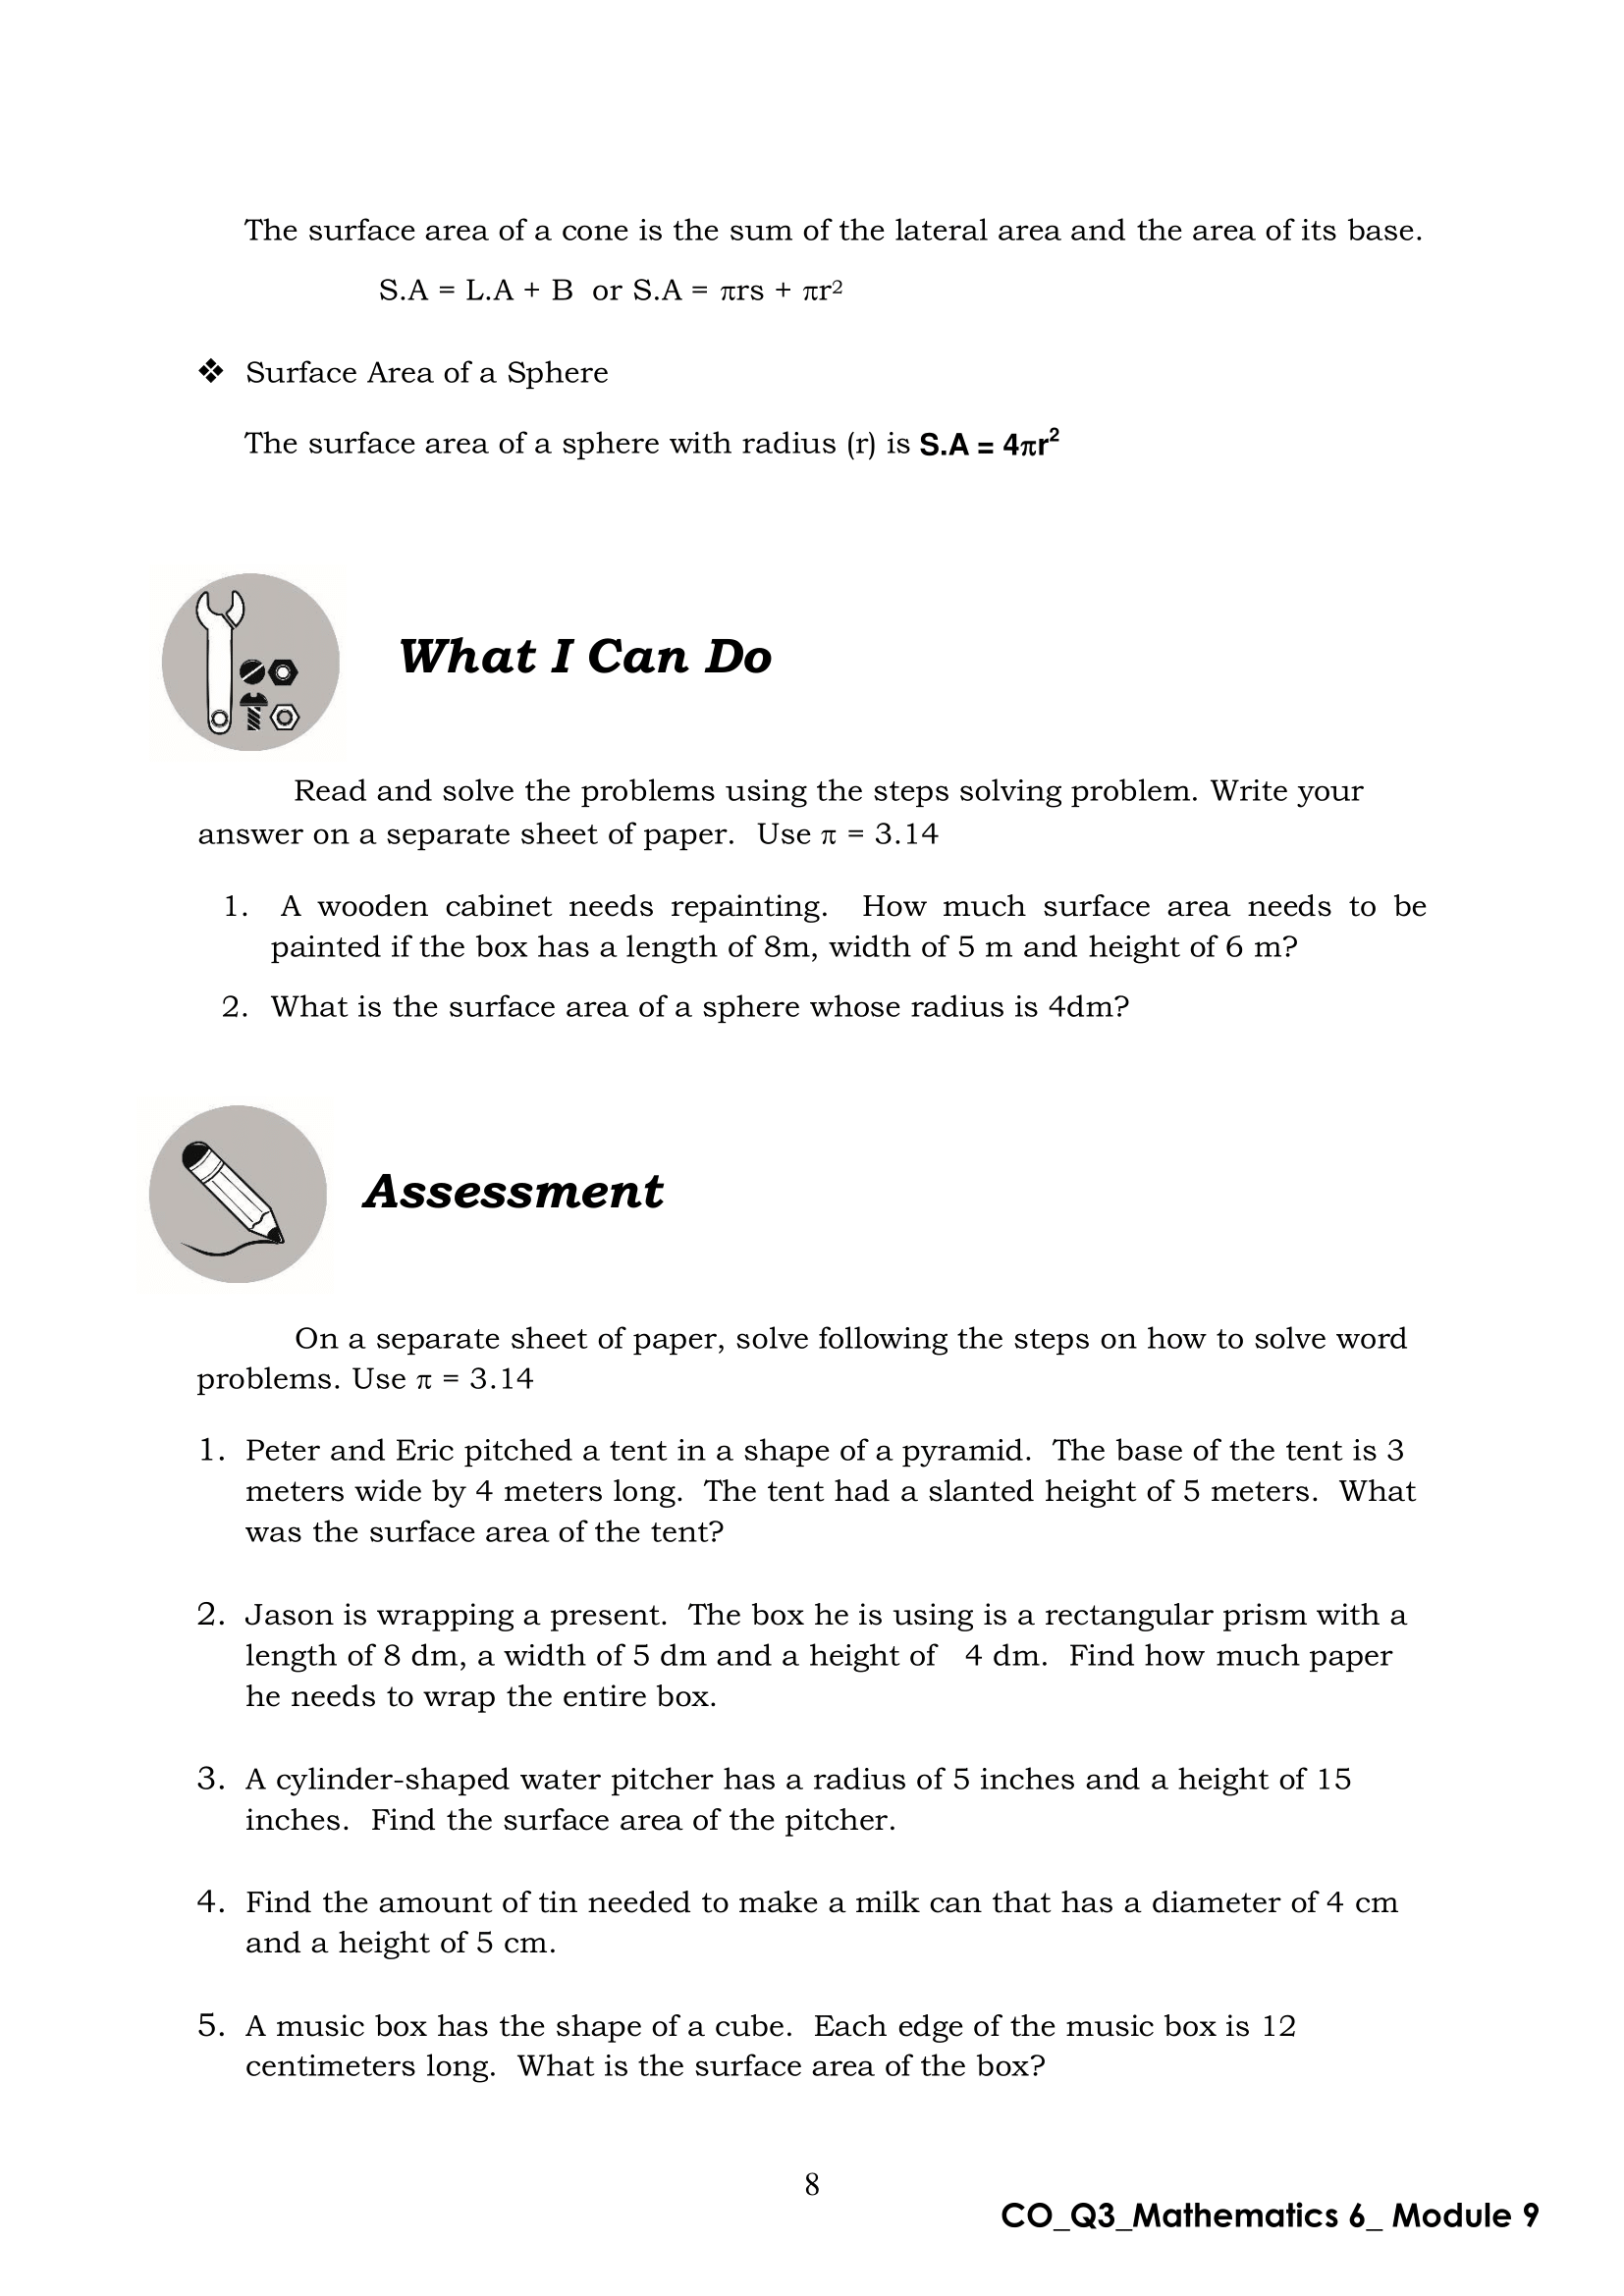 The surface area of a cone is the sum of the lateral area and the area of its base.
S.A = L.A + B  or S.A = πrs + πr²
❖ Surface Area of a Sphere
The surface area of a sphere with radius (r) is S.A = 4πr²
What I Can Do
Read and solve the problems using the steps solving problem. Write your
answer on a separate sheet of paper.  Use π = 3.14
1. A wooden cabinet needs repainting.  How much surface area needs to be
painted if the box has a length of 8m, width of 5 m and height of 6 m?
2. What is the surface area of a sphere whose radius is 4dm?
Assessment
On a separate sheet of paper, solve following the steps on how to solve word
problems. Use π = 3.14
1. Peter and Eric pitched a tent in a shape of a pyramid.  The base of the tent is 3
meters wide by 4 meters long.  The tent had a slanted height of 5 meters.  What
was the surface area of the tent?
2. Jason is wrapping a present.  The box he is using is a rectangular prism with a
length of 8 dm, a width of 5 dm and a height of   4 dm.  Find how much paper
he needs to wrap the entire box.
3. A cylinder-shaped water pitcher has a radius of 5 inches and a height of 15
inches.  Find the surface area of the pitcher.
4. Find the amount of tin needed to make a milk can that has a diameter of 4 cm
and a height of 5 cm.
5. A music box has the shape of a cube.  Each edge of the music box is 12
centimeters long.  What is the surface area of the box?
8
CO_Q3_Mathematics 6_ Module 9